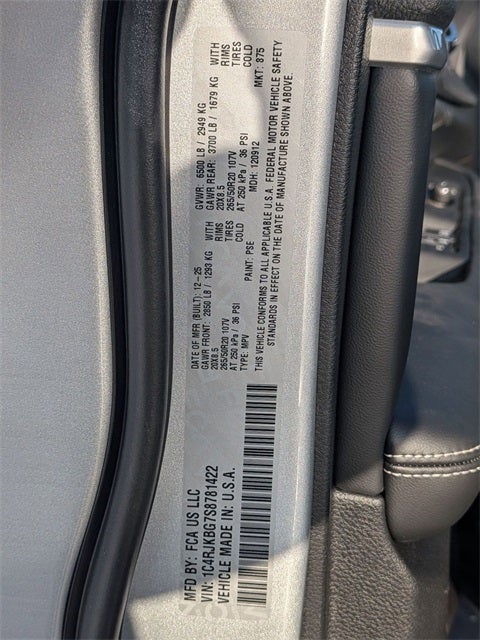 MFD BY: FCA US LLC
VIN: 1C4RJKBG7S8781422
VEHICLE MADE IN: U.S.A.
DATE OF MFR (BUILT): 12-25
GAWR FRONT: 2850 LB / 1293 KG WITH
20X8.5 RIMS
265/50R20 107V TIRES
AT 250 kPa / 36 PSI COLD
TYPE: MPV PAINT: PSE
GVWR: 6500 LB / 2949 KG
GAWR REAR: 3700 LB / 1679 KG WITH
20X8.5 RIMS
265/50R20 107V TIRES
AT 250 kPa / 36 PSI COLD
MDH: 120912 MKT: 875
THIS VEHICLE CONFORMS TO ALL APPLICABLE U.S.A. FEDERAL MOTOR VEHICLE SAFETY
STANDARDS IN EFFECT ON THE DATE OF MANUFACTURE SHOWN ABOVE.